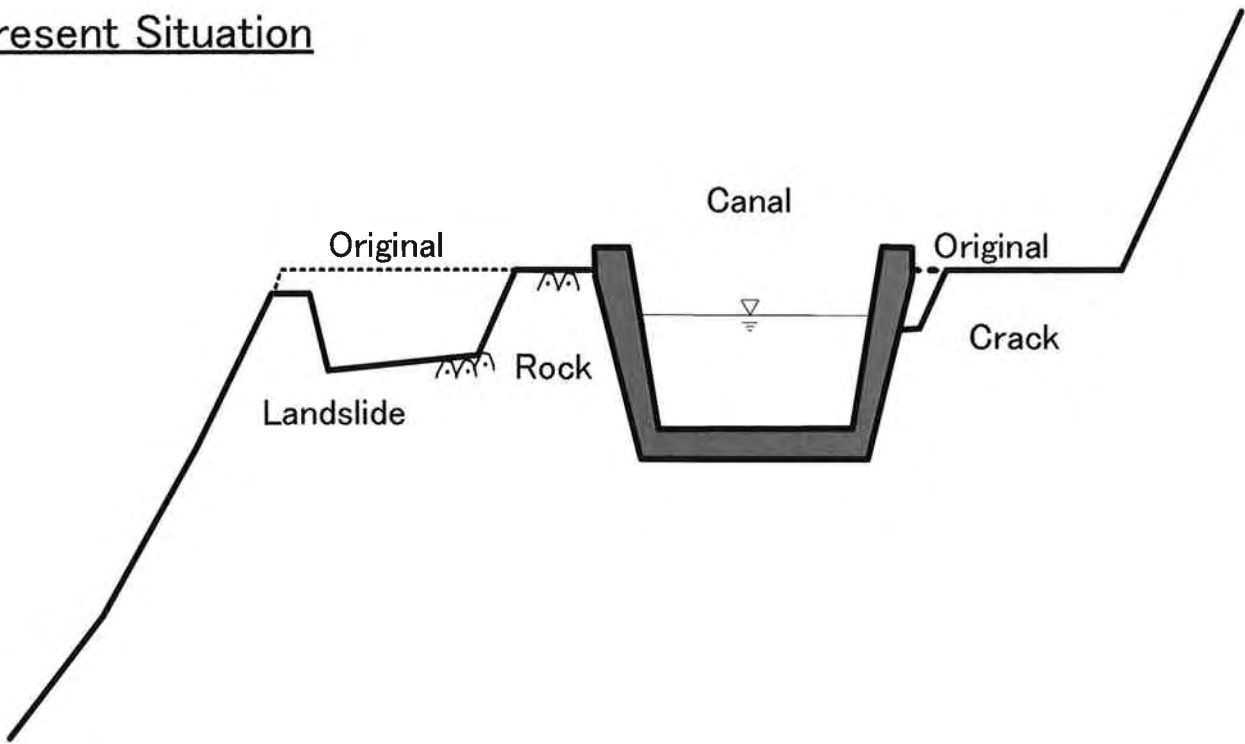 resent Situation
Canal
Original
Original
Crack
Rock
Landslide